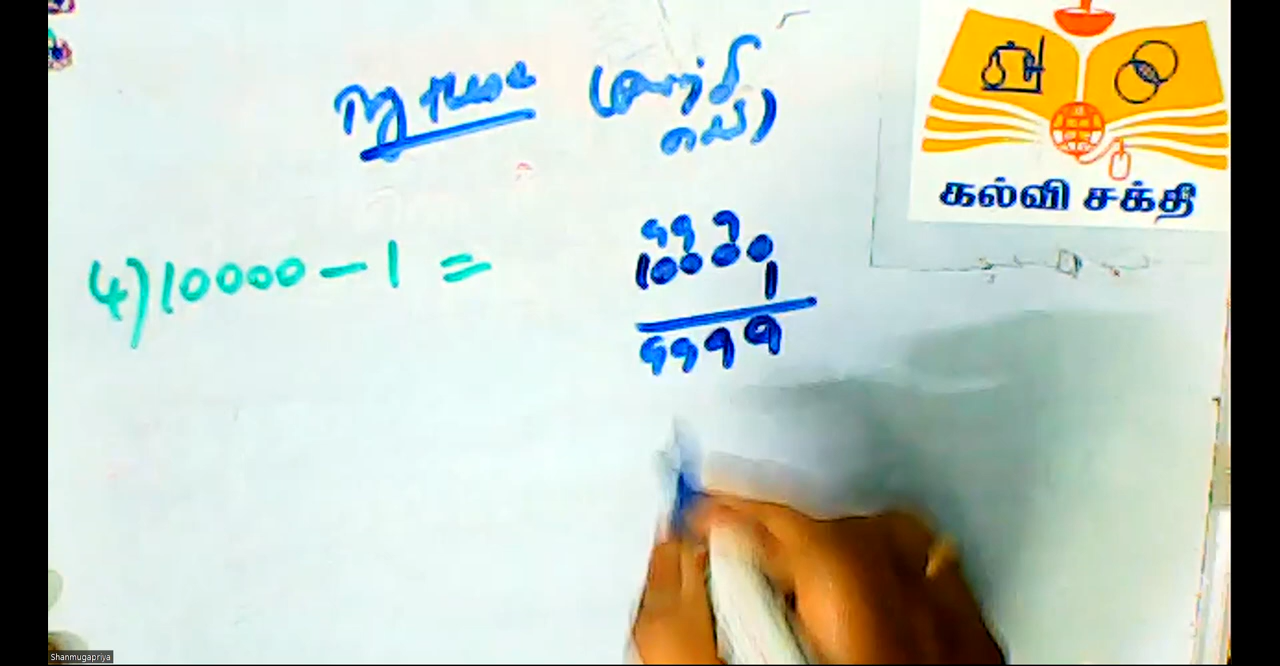 4) 10000 - 1 =
9 9 9
10000
1
9999
கல்வி சக்தி
Shanmugapriya